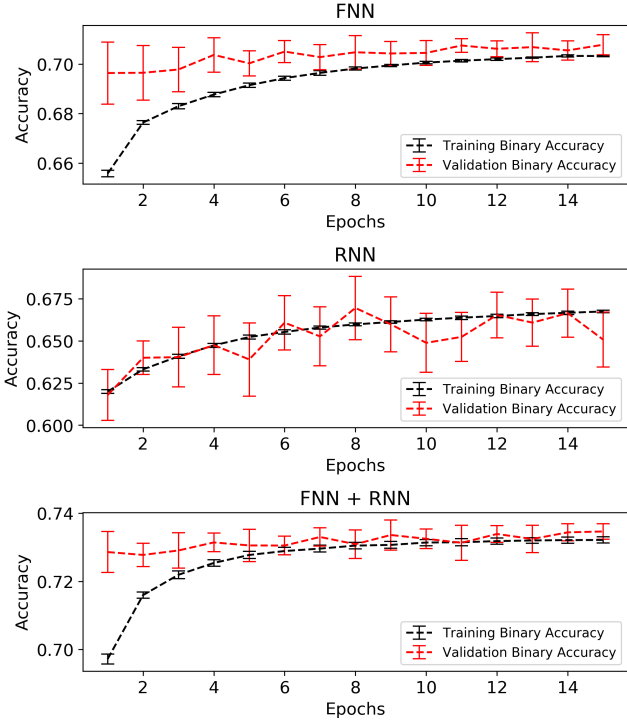 FNN
Accuracy
0.70
0.68
0.66
Training Binary Accuracy
Validation Binary Accuracy
2 4 6 8 10 12 14
Epochs
RNN
Accuracy
0.675
0.650
0.625
0.600
Training Binary Accuracy
Validation Binary Accuracy
2 4 6 8 10 12 14
Epochs
FNN + RNN
Accuracy
0.74
0.72
0.70
Training Binary Accuracy
Validation Binary Accuracy
2 4 6 8 10 12 14
Epochs